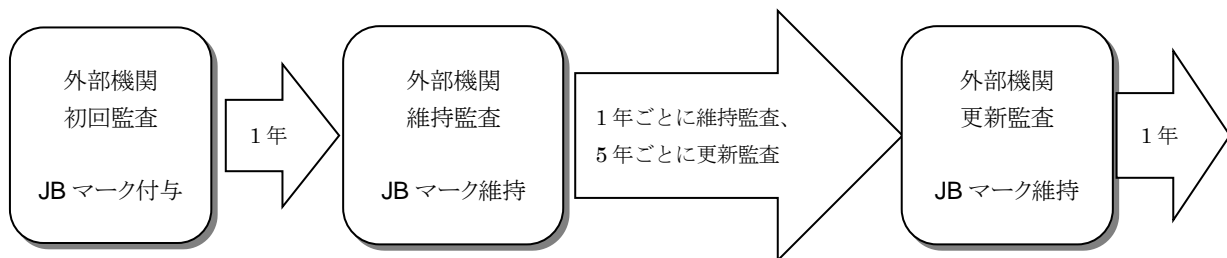 外部機関
初回監査
JB マーク付与
1 年
外部機関
維持監査
JB マーク維持
1 年ごとに維持監査、
5 年ごとに更新監査
外部機関
更新監査
JB マーク維持
1 年